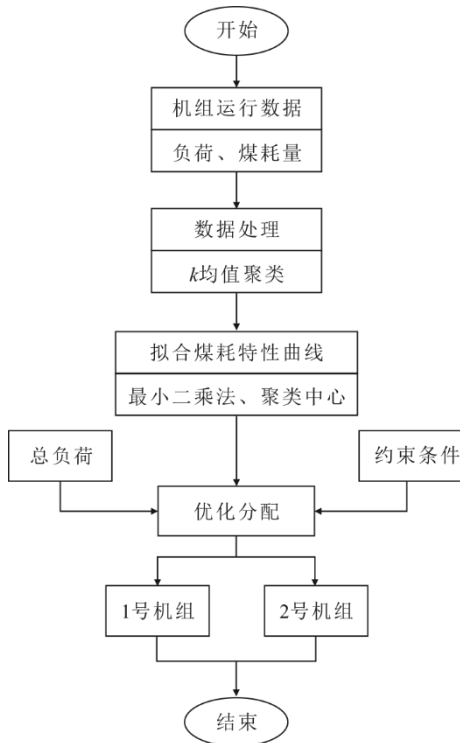 开始
机组运行数据
负荷、煤耗量
数据处理
k均值聚类
拟合煤耗特性曲线
最小二乘法、聚类中心
总负荷
约束条件
优化分配
1号机组
2号机组
结束